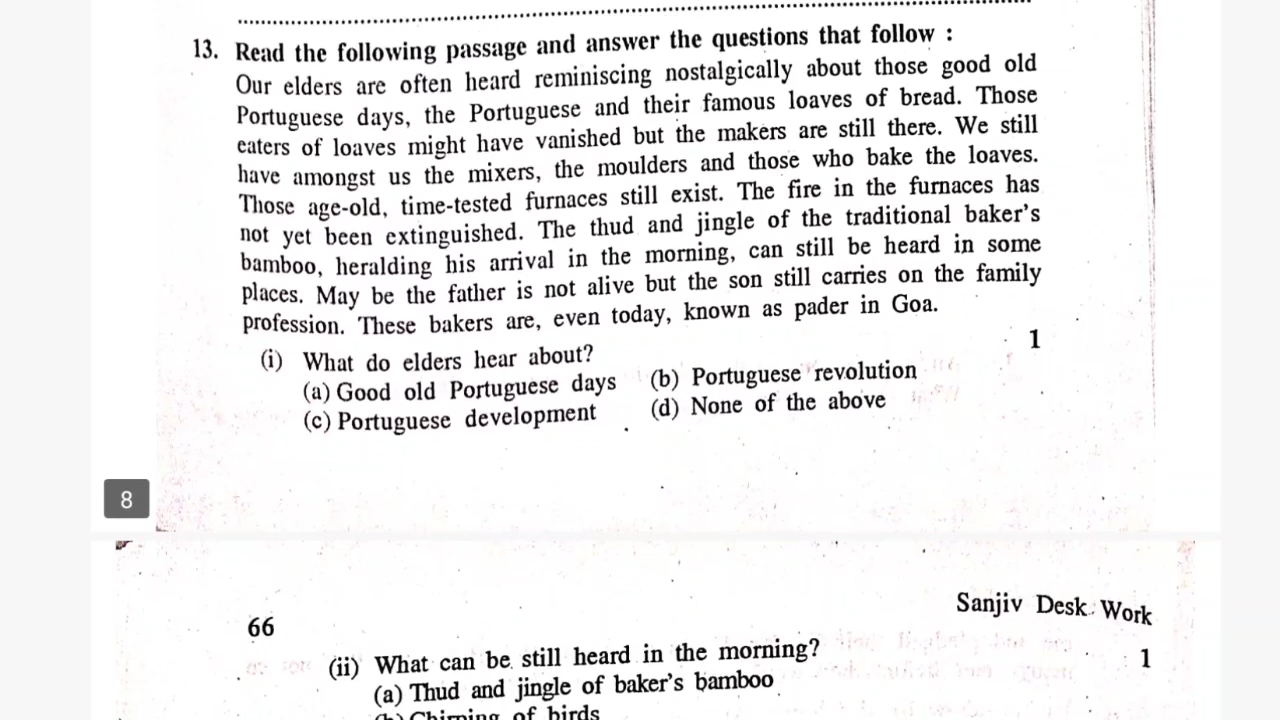 13. Read the following passage and answer the questions that follow :
Our elders are often heard reminiscing nostalgically about those good old
Portuguese days, the Portuguese and their famous loaves of bread. Those
eaters of loaves might have vanished but the makers are still there. We still
have amongst us the mixers, the moulders and those who bake the loaves.
Those age-old, time-tested furnaces still exist. The fire in the furnaces has
not yet been extinguished. The thud and jingle of the traditional baker's
bamboo, heralding his arrival in the morning, can still be heard in some
places. May be the father is not alive but the son still carries on the family
profession. These bakers are, even today, known as pader in Goa.
(i) What do elders hear about? 1
(a) Good old Portuguese days (b) Portuguese revolution
(c) Portuguese development (d) None of the above
8
66 Sanjiv Desk Work
(ii) What can be still heard in the morning? 1
(a) Thud and jingle of baker's bamboo
(b) Chirping of birds